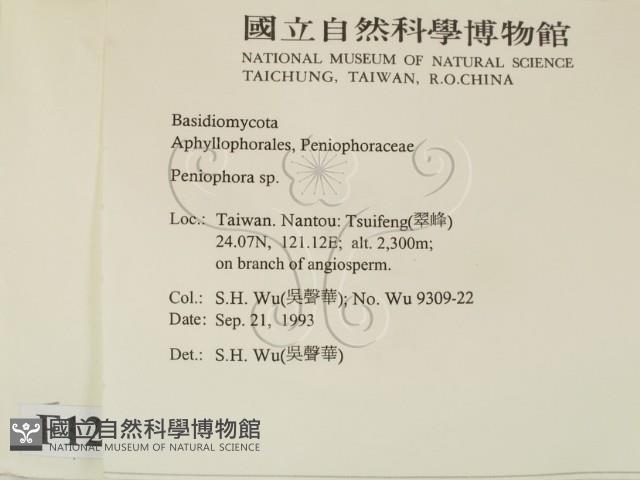 國立自然科學博物館
NATIONAL MUSEUM OF NATURAL SCIENCE
TAICHUNG, TAIWAN, R.O.CHINA
Basidiomycota
Aphyllophorales, Peniophoraceae
Peniophora sp.
Loc.: Taiwan. Nantou: Tsuifeng(翠峰)
24.07N, 121.12E; alt. 2,300m;
on branch of angiosperm.
Col.: S.H. Wu(吳聲華); No. Wu 9309-22
Date: Sep. 21, 1993
Det.: S.H. Wu(吳聲華)
F12
國立自然科學博物館
NATIONAL MUSEUM OF NATURAL SCIENCE